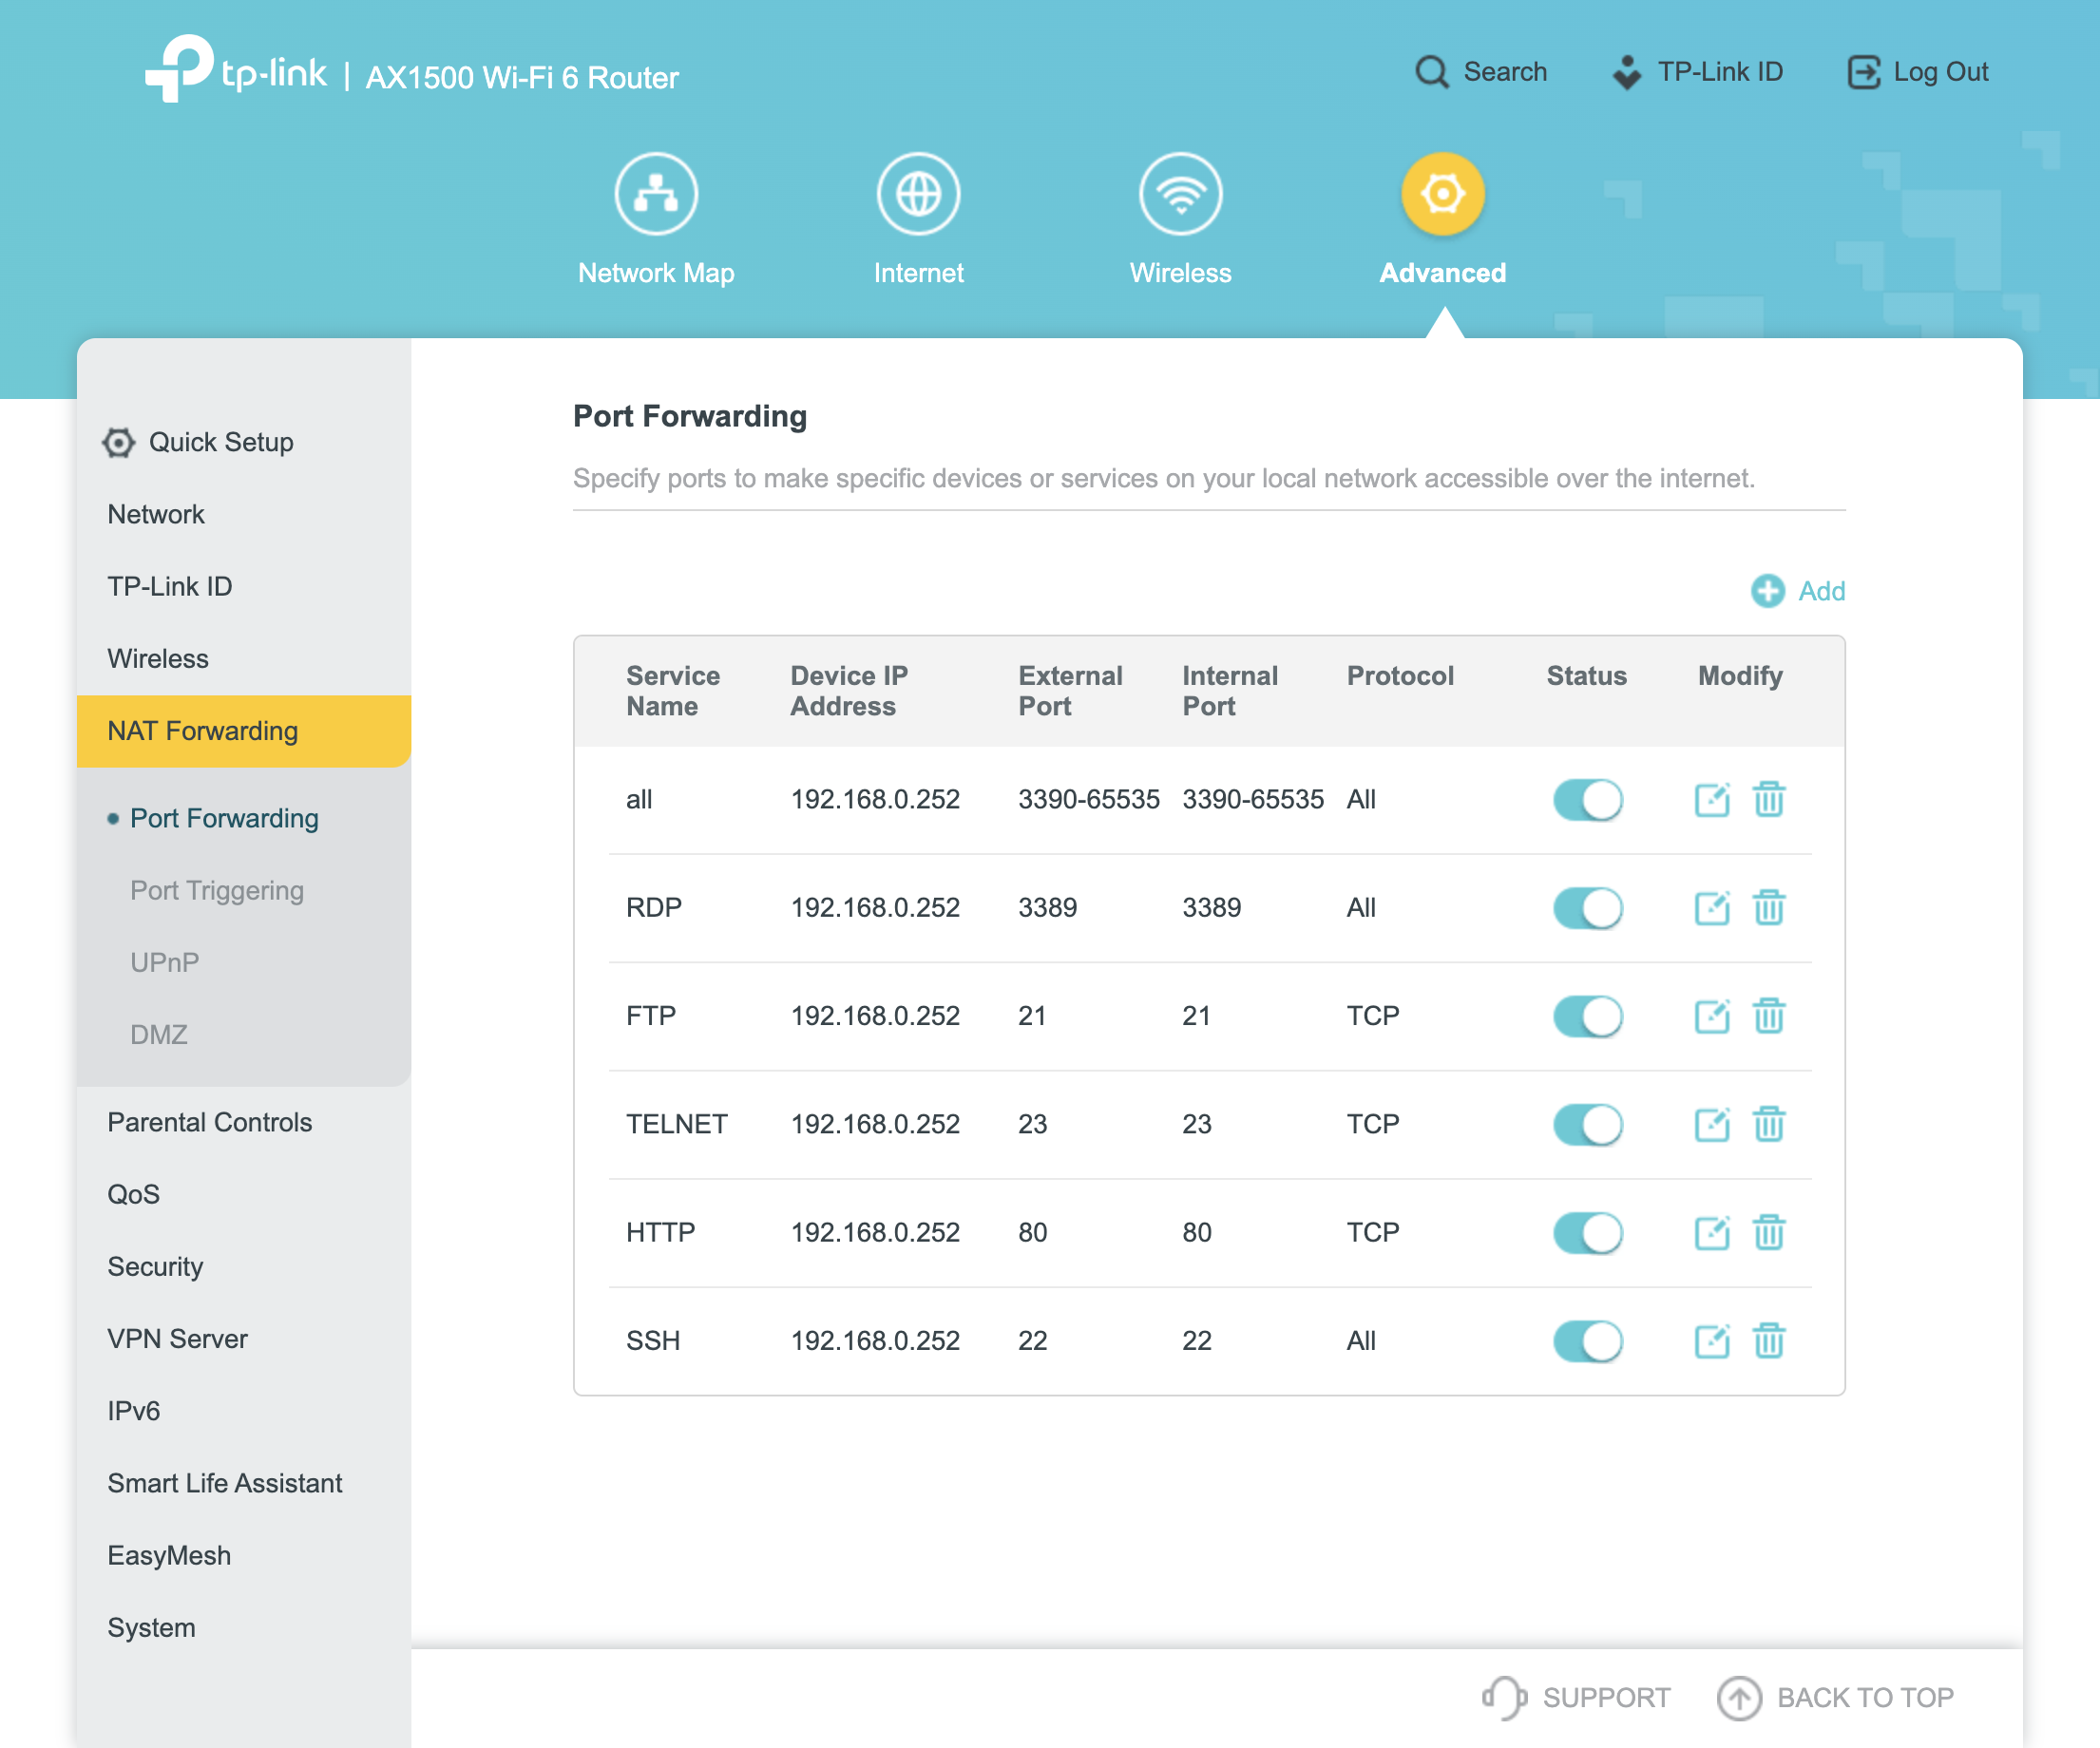 tp-link | AX1500 Wi-Fi 6 Router
Search
TP-Link ID
Log Out
Network Map
Internet
Wireless
Advanced
Quick Setup
Network
TP-Link ID
Wireless
NAT Forwarding
Port Forwarding
Port Triggering
UPnP
DMZ
Parental Controls
QoS
Security
VPN Server
IPv6
Smart Life Assistant
EasyMesh
System
Port Forwarding
Specify ports to make specific devices or services on your local network accessible over the internet.
Add
Service Name Device IP Address External Port Internal Port Protocol Status Modify
all 192.168.0.252 3390-65535 3390-65535 All
RDP 192.168.0.252 3389 3389 All
FTP 192.168.0.252 21 21 TCP
TELNET 192.168.0.252 23 23 TCP
HTTP 192.168.0.252 80 80 TCP
SSH 192.168.0.252 22 22 All
SUPPORT
BACK TO TOP